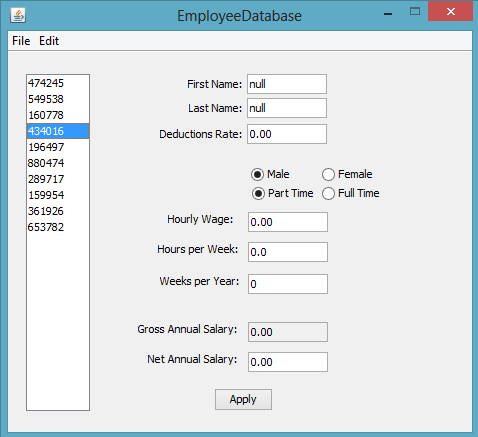 EmployeeDatabase
File Edit
474245
549538
160778
434016
196497
880474
289717
159954
361926
653782
First Name: null
Last Name: null
Deductions Rate: 0.00
Male Female
Part Time Full Time
Hourly Wage: 0.00
Hours per Week: 0.0
Weeks per Year: 0
Gross Annual Salary: 0.00
Net Annual Salary: 0.00
Apply